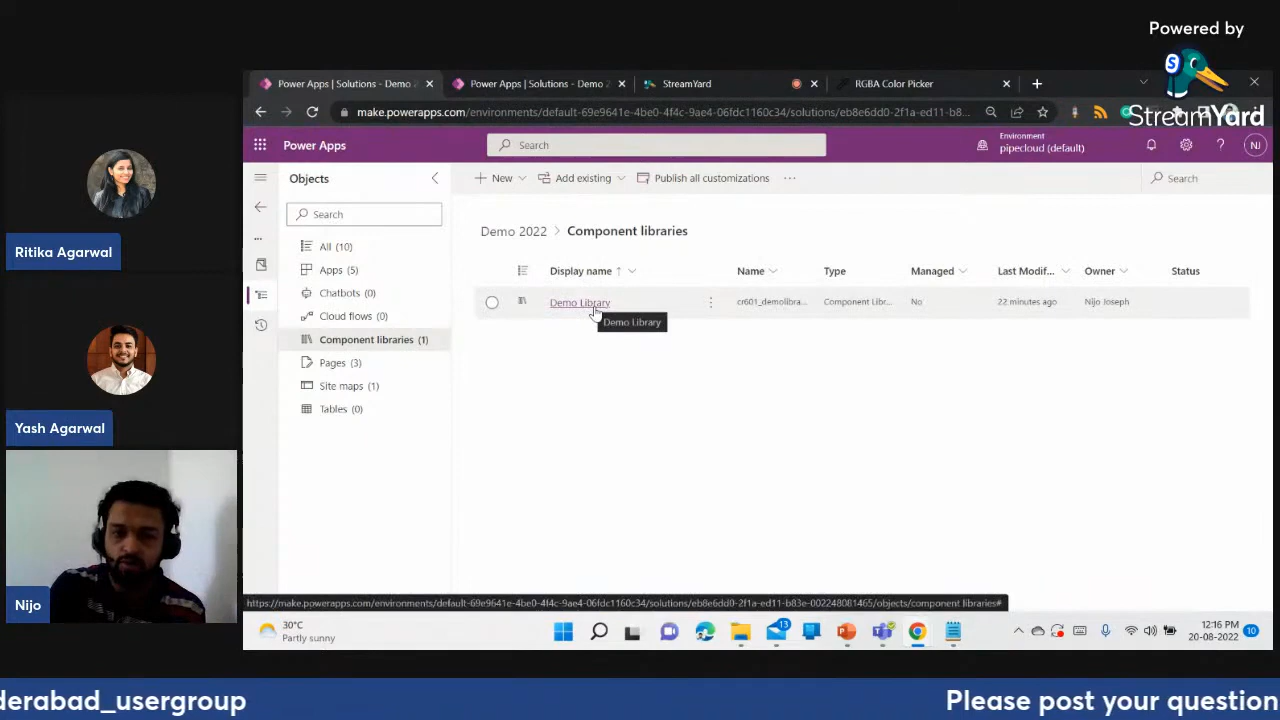 Powered by
StreamYard
Power Apps | Solutions - Demo 2
Power Apps | Solutions - Demo 2
StreamYard
RGBA Color Picker
make.powerapps.com/environments/default-69e9641e-4be0-4f4c-9ae4-06fdc1160c34/solutions/eb8e6dd0-2f1a-ed11-b8...
Power Apps
Search
Environment
pipecloud (default)
NJ
Objects
New
Add existing
Publish all customizations
Search
Search
Demo 2022 > Component libraries
All (10)
Apps (5)
Chatbots (0)
Cloud flows (0)
Component libraries (1)
Pages (3)
Site maps (1)
Tables (0)
Display name
Name
Type
Managed
Last Modif...
Owner
Status
Demo Library
cr601_demolibra...
Component Libr...
No
22 minutes ago
Nijo Joseph
Demo Library
Ritika Agarwal
Yash Agarwal
Nijo
https://make.powerapps.com/environments/default-69e9641e-4be0-4f4c-9ae4-06fdc1160c34/solutions/eb8e6dd0-2f1a-ed11-b83e-002248081465/objects/component libraries#
30°C
Partly sunny
13
12:16 PM
20-08-2022
10
derabad_usergroup
Please post your question